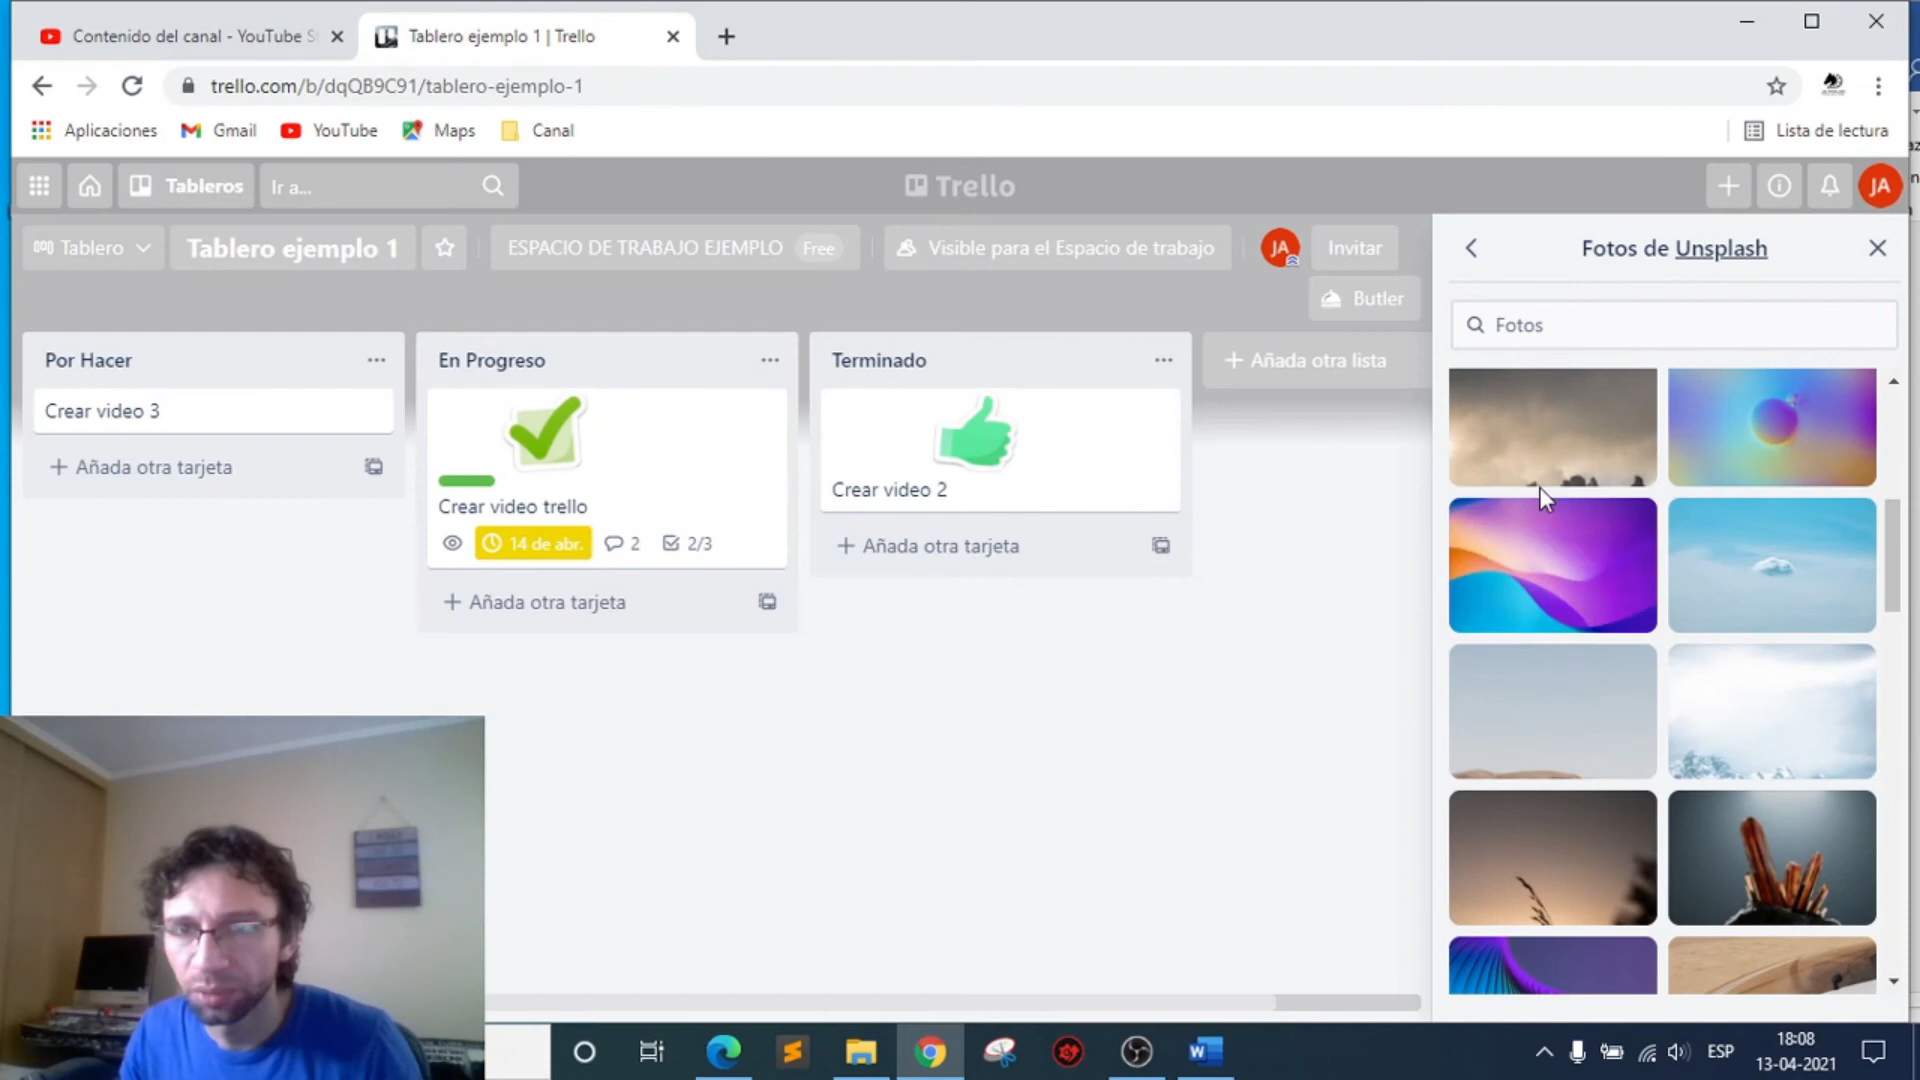 Contenido del canal - YouTube S
Tablero ejemplo 1 | Trello
trello.com/b/dqQB9C91/tablero-ejemplo-1
Aplicaciones
Gmail
YouTube
Maps
Canal
Lista de lectura
Tableros
Ir a...
Trello
JA
Tablero
Tablero ejemplo 1
ESPACIO DE TRABAJO EJEMPLO Free
Visible para el Espacio de trabajo
JA
Invitar
Butler
Fotos de Unsplash
Fotos
Por Hacer
Crear video 3
Añada otra tarjeta
En Progreso
Crear video trello
14 de abr.
2
2/3
Añada otra tarjeta
Terminado
Crear video 2
Añada otra tarjeta
Añada otra lista
ESP
18:08
13-04-2021